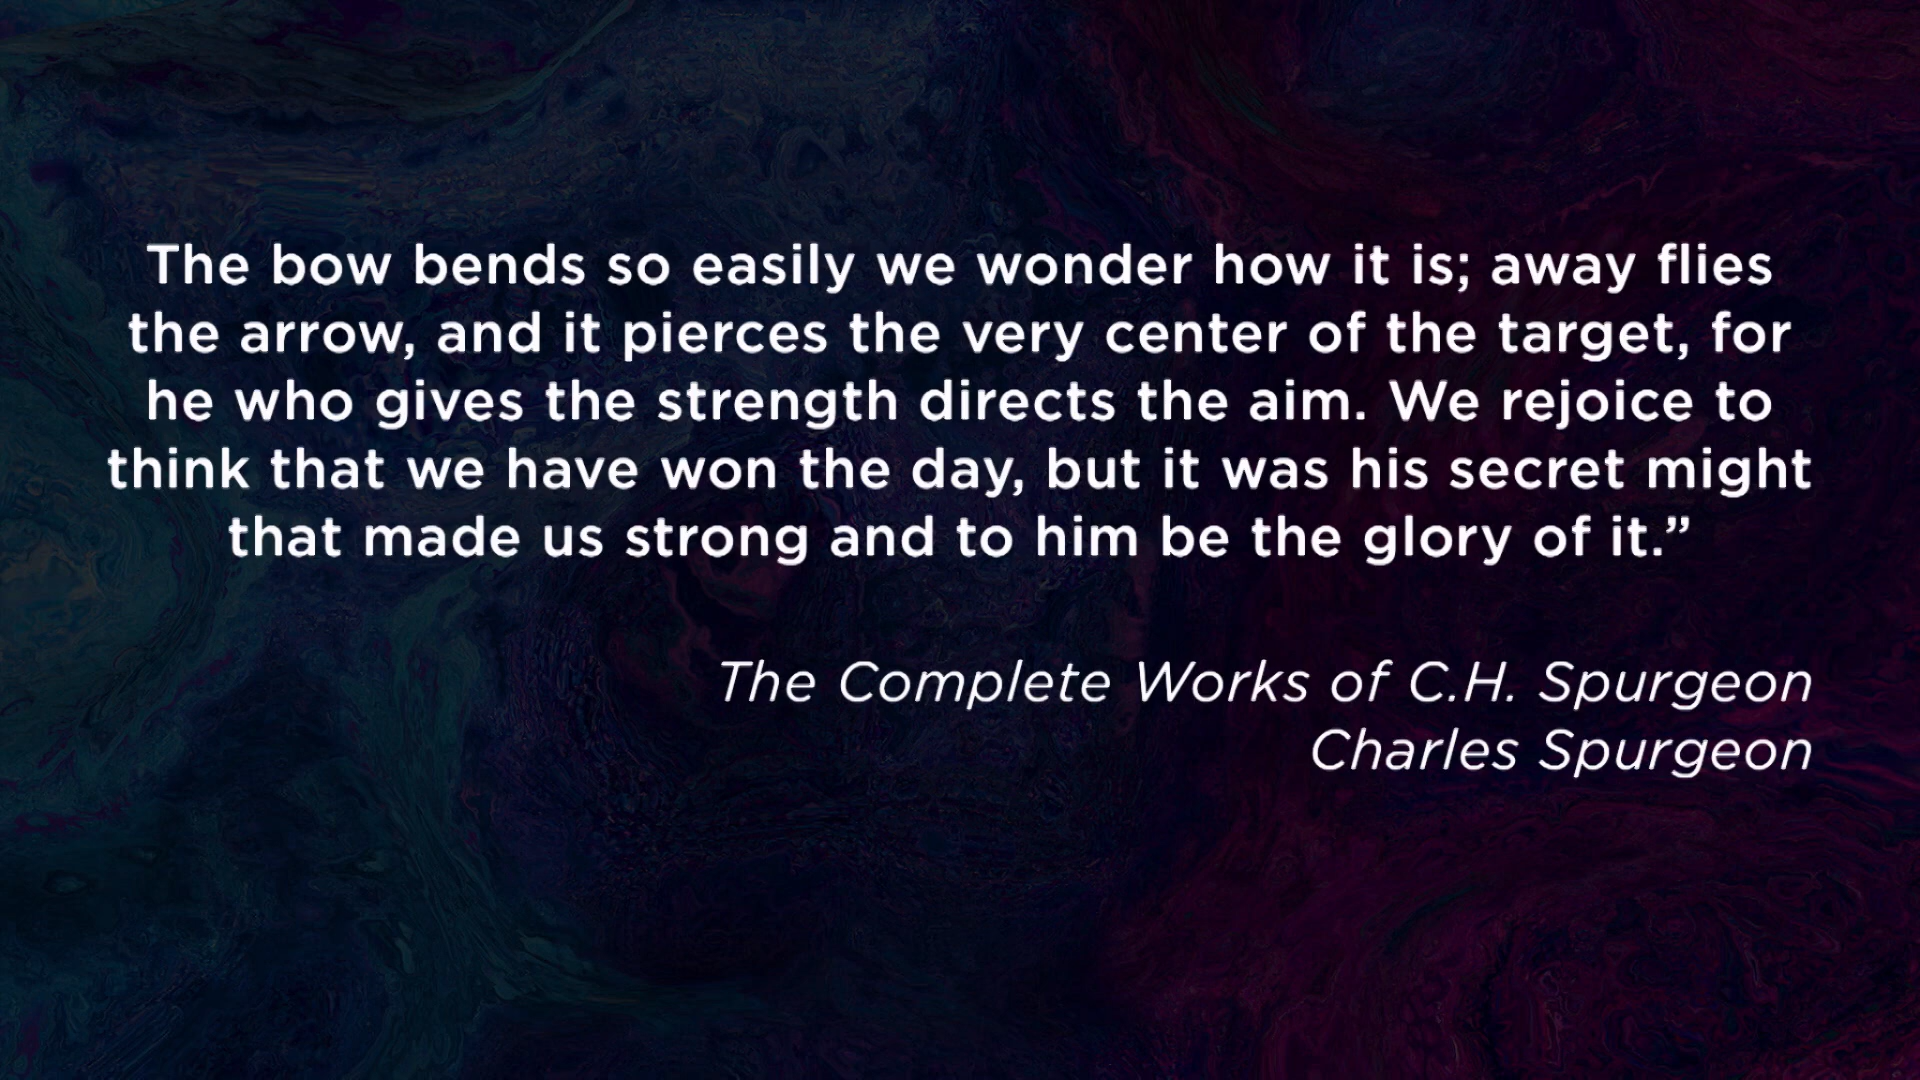 The bow bends so easily we wonder how it is; away flies
the arrow, and it pierces the very center of the target, for
he who gives the strength directs the aim. We rejoice to
think that we have won the day, but it was his secret might
that made us strong and to him be the glory of it.”
The Complete Works of C.H. Spurgeon
Charles Spurgeon